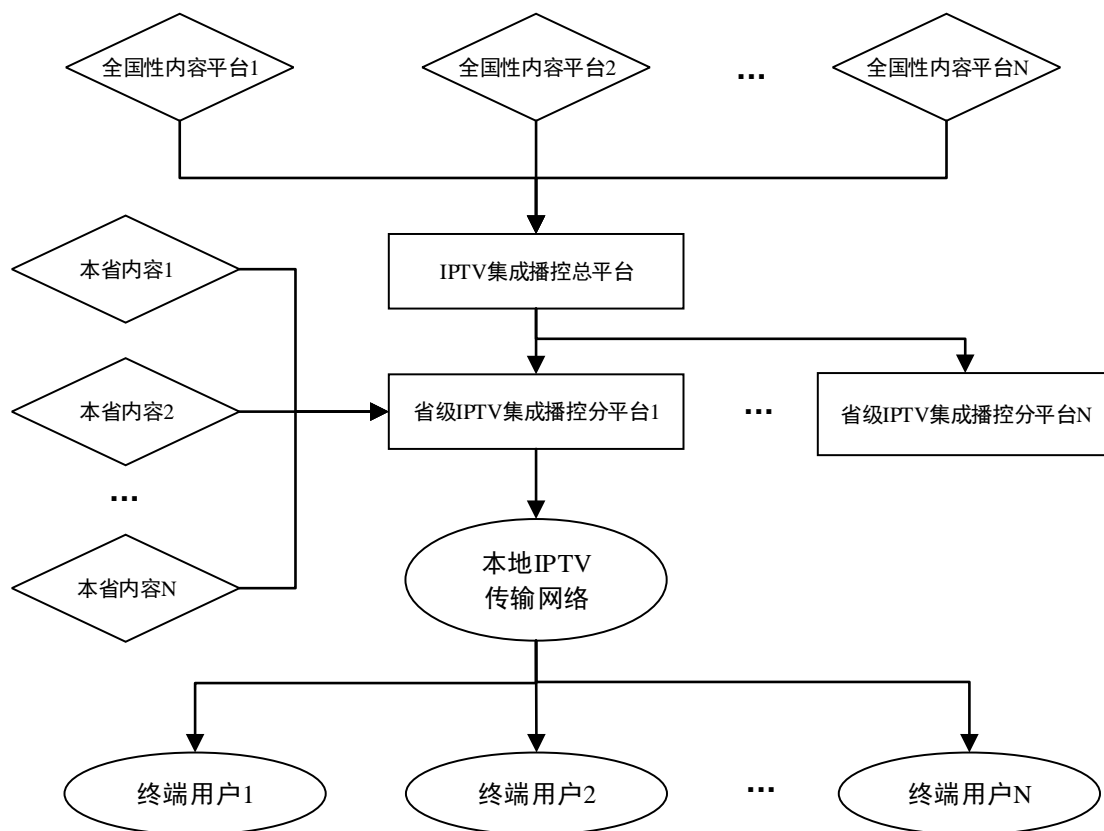 全国性内容平台1
全国性内容平台2
...
全国性内容平台N
本省内容1
IPTV集成播控总平台
本省内容2
省级IPTV集成播控分平台1
...
省级IPTV集成播控分平台N
...
本省内容N
本地IPTV
传输网络
终端用户1
终端用户2
...
终端用户N